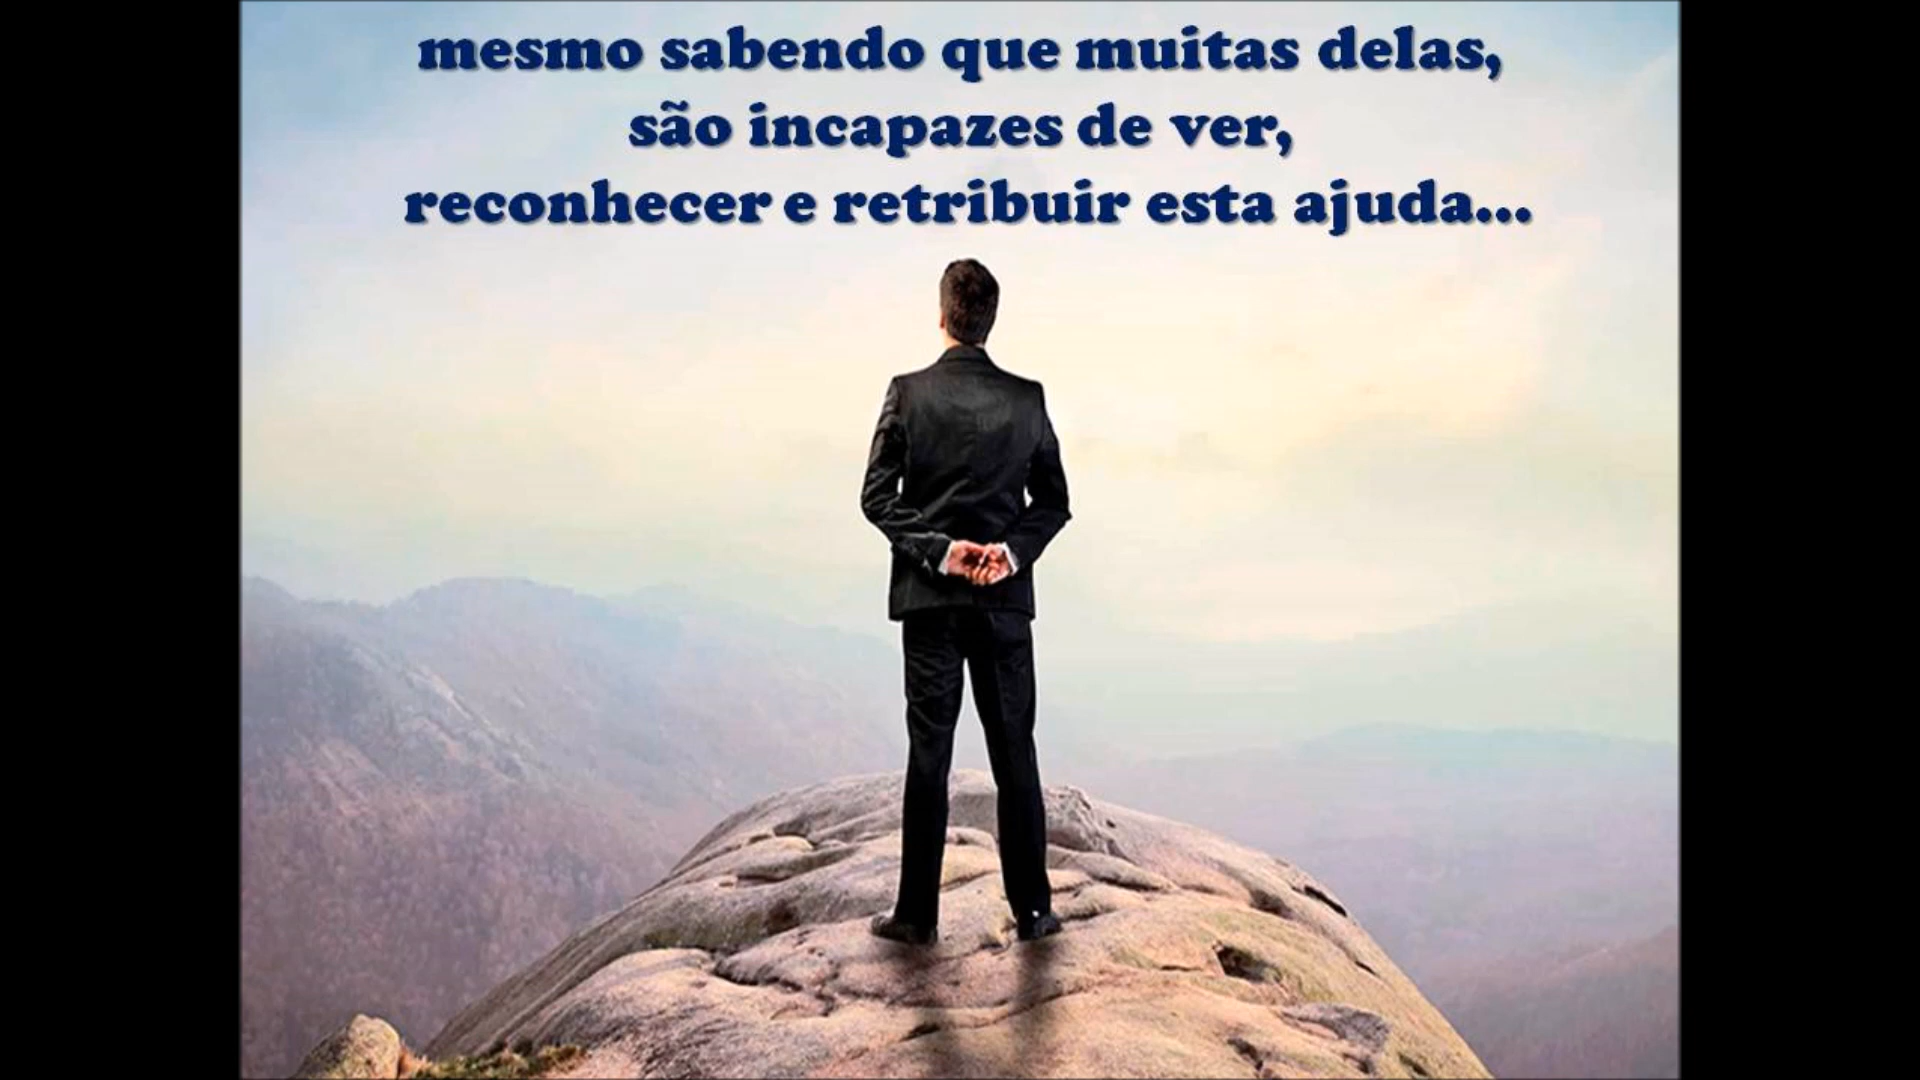 mesmo sabendo que muitas delas,
são incapazes de ver,
reconhecer e retribuir esta ajuda...